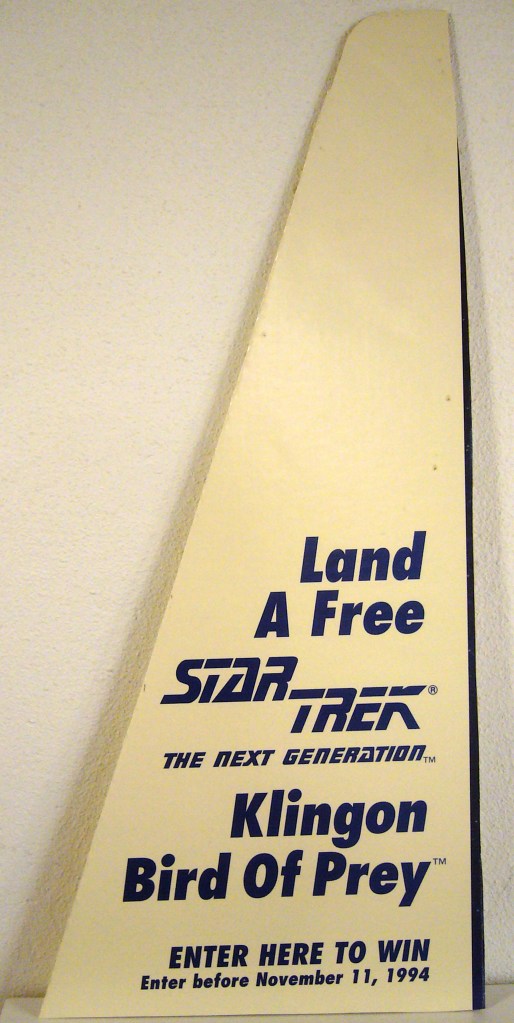 Land
A Free
STAR
TREK®
THE NEXT GENERATION™
Klingon
Bird Of Prey™
ENTER HERE TO WIN
Enter before November 11, 1994